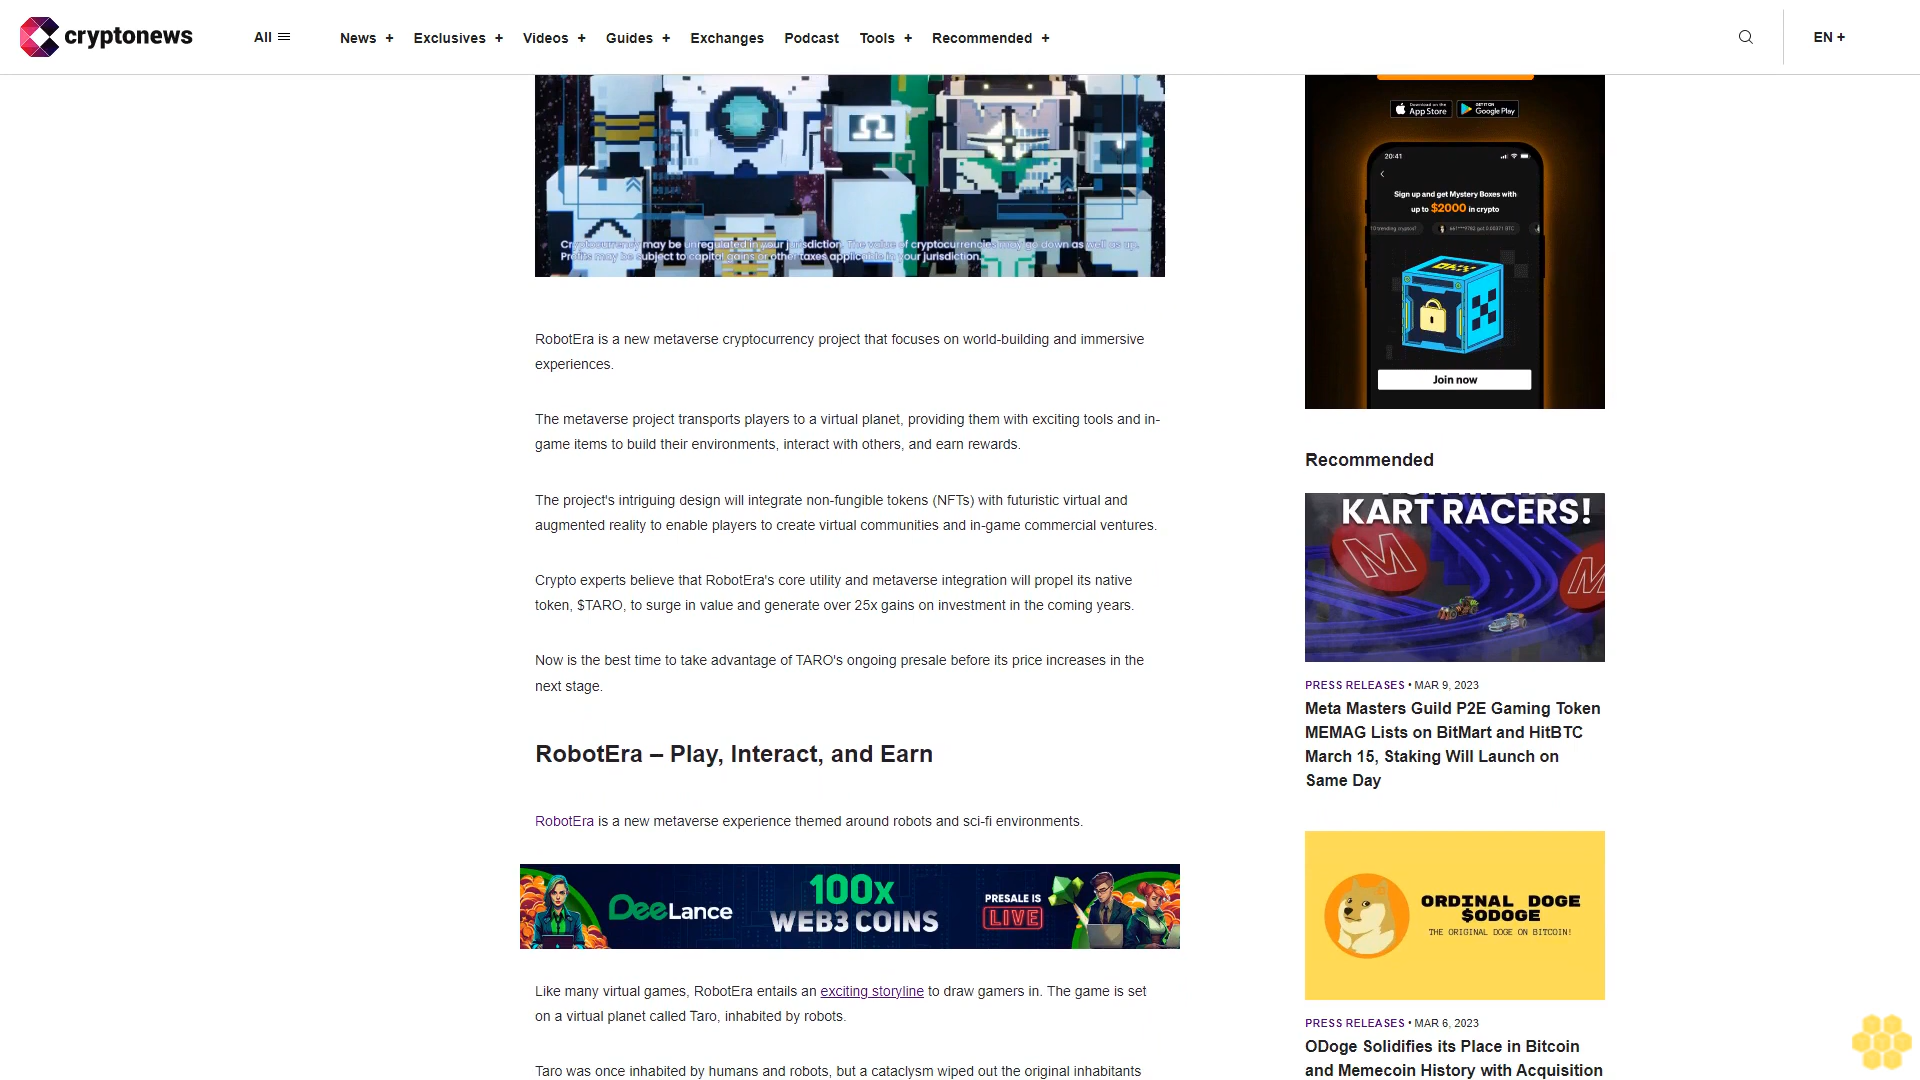 cryptonews
All
News +
Exclusives +
Videos +
Guides +
Exchanges
Podcast
Tools +
Recommended +
EN +
Cryptocurrency may be unregulated in your jurisdiction. The value of cryptocurrencies may go down as well as up.
Profits may be subject to capital gains or other taxes applicable in your jurisdiction.
RobotEra is a new metaverse cryptocurrency project that focuses on world-building and immersive
experiences.
The metaverse project transports players to a virtual planet, providing them with exciting tools and in-
game items to build their environments, interact with others, and earn rewards.
The project's intriguing design will integrate non-fungible tokens (NFTs) with futuristic virtual and
augmented reality to enable players to create virtual communities and in-game commercial ventures.
Crypto experts believe that RobotEra's core utility and metaverse integration will propel its native
token, $TARO, to surge in value and generate over 25x gains on investment in the coming years.
Now is the best time to take advantage of TARO's ongoing presale before its price increases in the
next stage.
RobotEra – Play, Interact, and Earn
RobotEra is a new metaverse experience themed around robots and sci-fi environments.
DeeLance
100x
WEB3 COINS
PRESALE IS
LIVE
Like many virtual games, RobotEra entails an exciting storyline to draw gamers in. The game is set
on a virtual planet called Taro, inhabited by robots.
Taro was once inhabited by humans and robots, but a cataclysm wiped out the original inhabitants
Download on the
App Store
GET IT ON
Google Play
20:41
Sign up and get Mystery Boxes with
up to $2000 in crypto
Join now
Recommended
KART RACERS!
M
M
PRESS RELEASES • MAR 9, 2023
Meta Masters Guild P2E Gaming Token
MEMAG Lists on BitMart and HitBTC
March 15, Staking Will Launch on
Same Day
ORDINAL DOGE
$ODOGE
THE ORIGINAL DOGE ON BITCOIN!
PRESS RELEASES • MAR 6, 2023
ODoge Solidifies its Place in Bitcoin
and Memecoin History with Acquisition